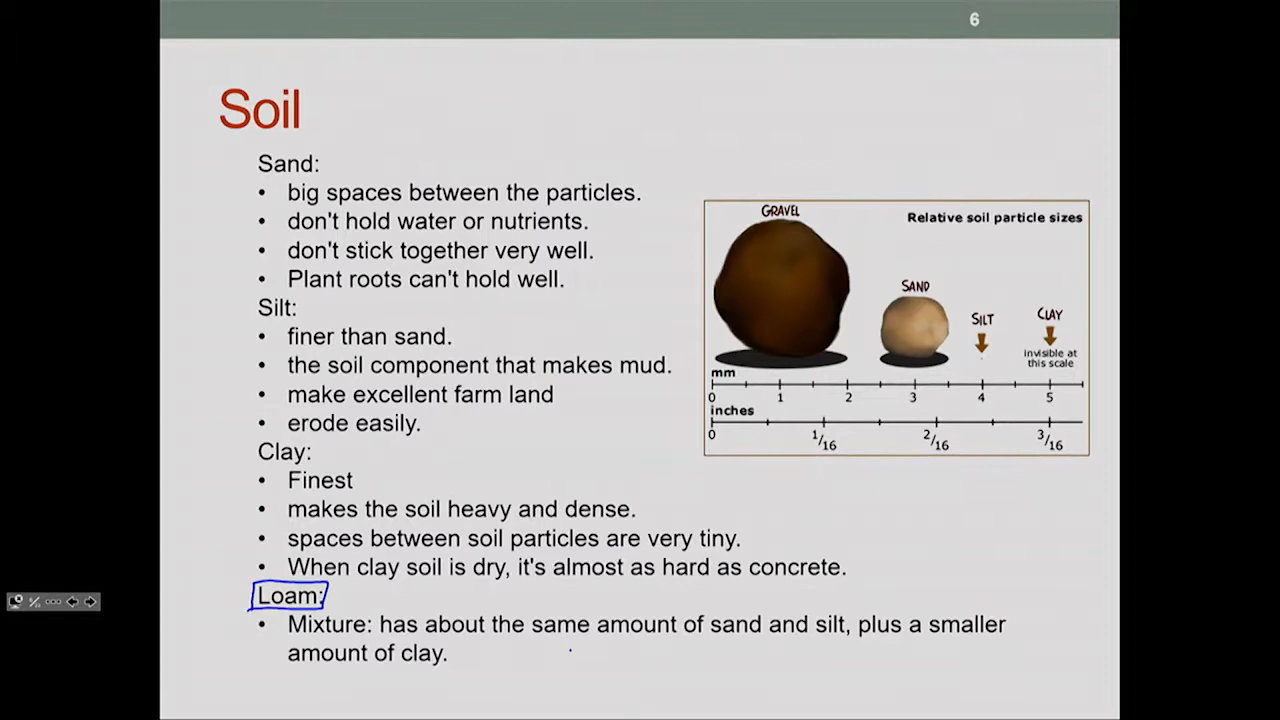 6
Soil
Sand:
• big spaces between the particles.
• don't hold water or nutrients.
• don't stick together very well.
• Plant roots can't hold well.
Silt:
• finer than sand.
• the soil component that makes mud.
• make excellent farm land
• erode easily.
Clay:
• Finest
• makes the soil heavy and dense.
• spaces between soil particles are very tiny.
• When clay soil is dry, it's almost as hard as concrete.
Loam:
• Mixture: has about the same amount of sand and silt, plus a smaller
amount of clay.
Relative soil particle sizes
GRAVEL
SAND
SILT
CLAY
invisible at
this scale
mm
0 1 2 3 4 5
inches
0 1/16 2/16 3/16